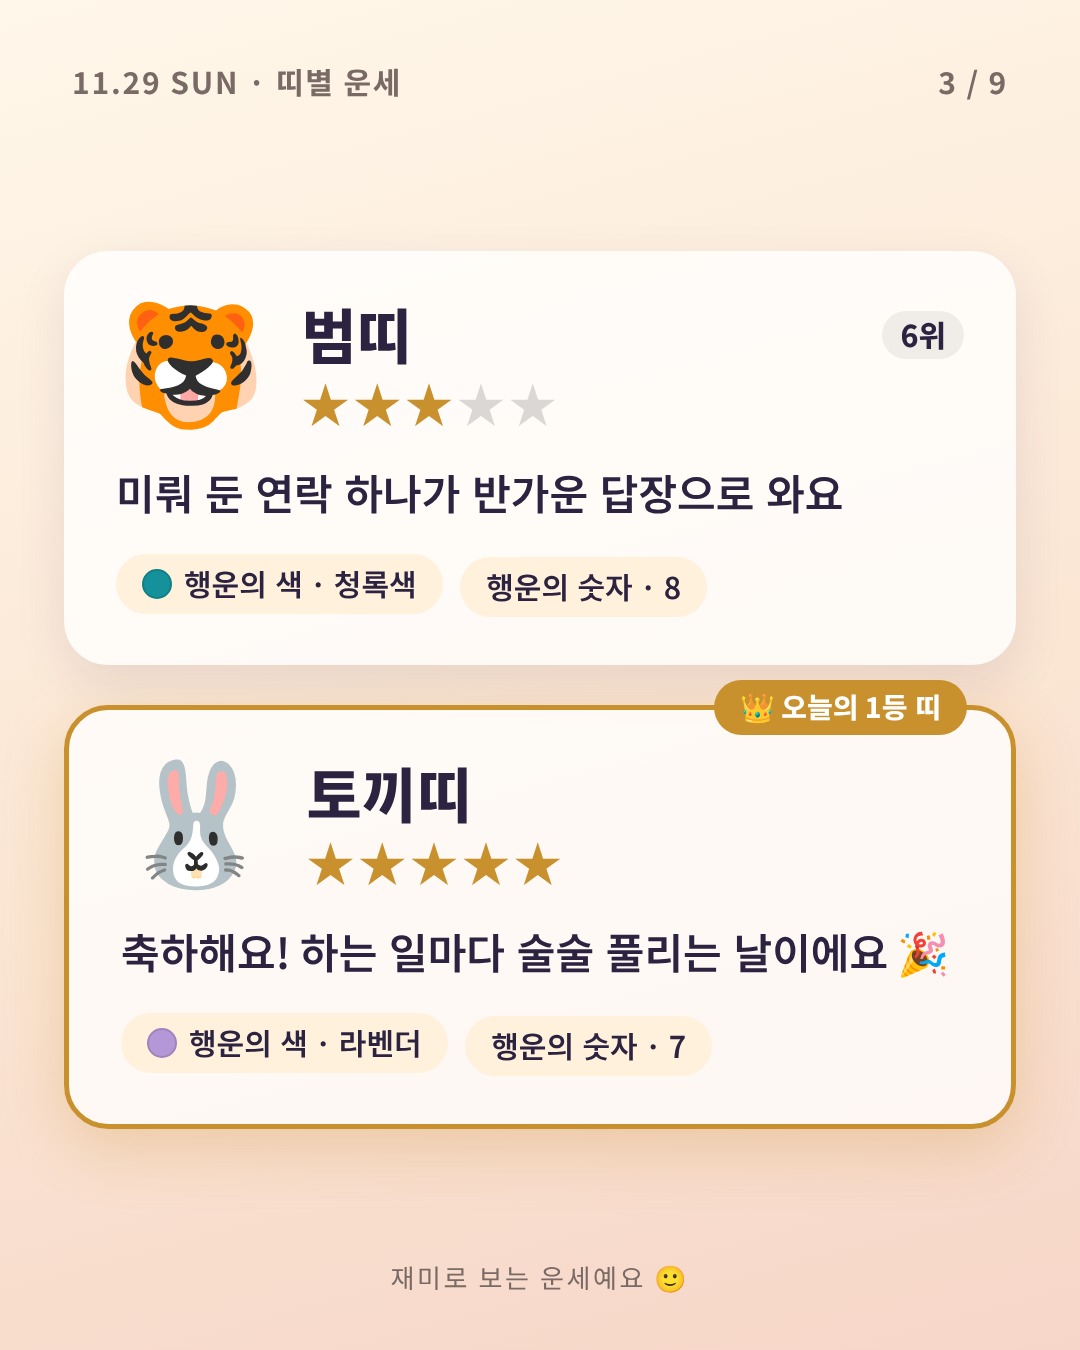 11.29 SUN · 띠별 운세
3 / 9
범띠
6위
★★★★★
미뤄 둔 연락 하나가 반가운 답장으로 와요
행운의 색 · 청록색
행운의 숫자 · 8
👑 오늘의 1등 띠
토끼띠
★★★★★
축하해요! 하는 일마다 술술 풀리는 날이에요 🎉
행운의 색 · 라벤더
행운의 숫자 · 7
재미로 보는 운세예요 🙂